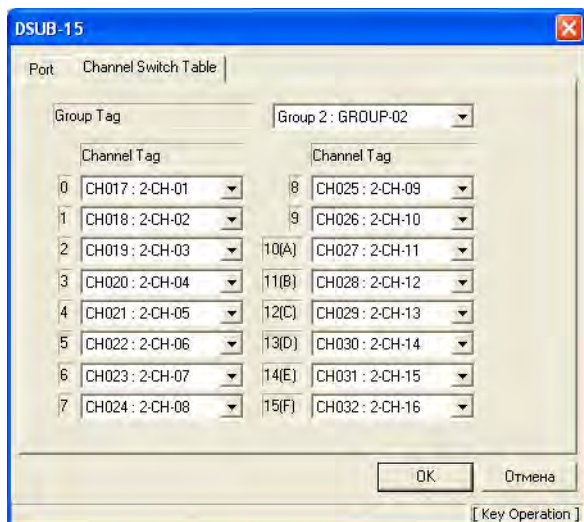 DSUB-15
Port Channel Switch Table
Group Tag Group 2 : GROUP-02
Channel Tag Channel Tag
0 CH017 : 2-CH-01 8 CH025 : 2-CH-09
1 CH018 : 2-CH-02 9 CH026 : 2-CH-10
2 CH019 : 2-CH-03 10(A) CH027 : 2-CH-11
3 CH020 : 2-CH-04 11(B) CH028 : 2-CH-12
4 CH021 : 2-CH-05 12(C) CH029 : 2-CH-13
5 CH022 : 2-CH-06 13(D) CH030 : 2-CH-14
6 CH023 : 2-CH-07 14(E) CH031 : 2-CH-15
7 CH024 : 2-CH-08 15(F) CH032 : 2-CH-16
OK Отмена
[ Key Operation ]